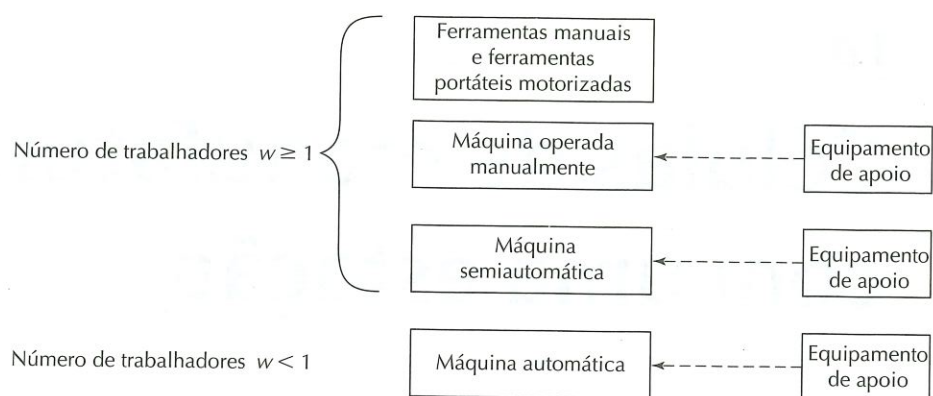 Ferramentas manuais
e ferramentas
portáteis motorizadas
Número de trabalhadores w ≥ 1
Máquina operada
manualmente
Equipamento
de apoio
Máquina
semiautomática
Equipamento
de apoio
Número de trabalhadores w < 1
Máquina automática
Equipamento
de apoio